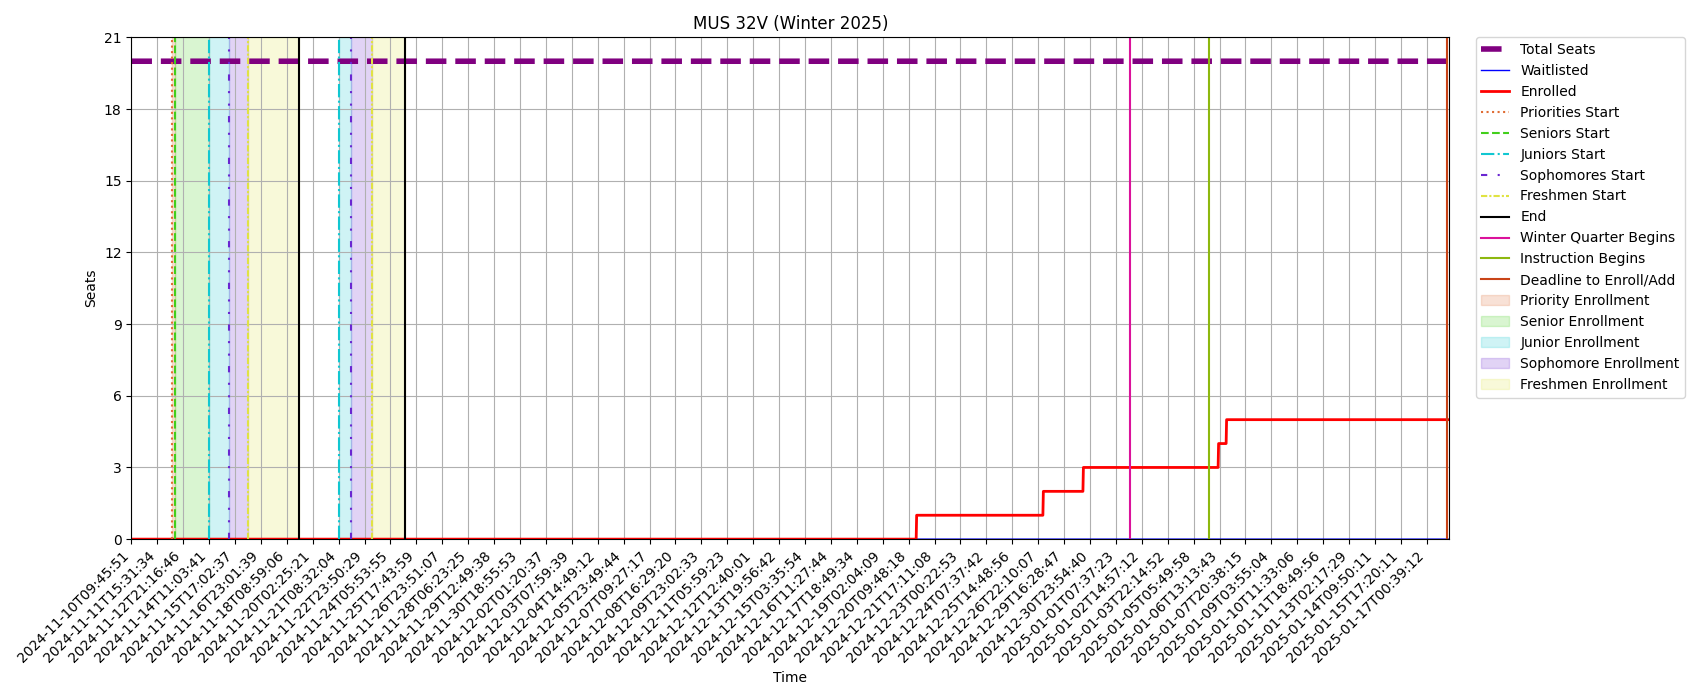 MUS 32V (Winter 2025)
21
18
15
12
9
6
3
0
Seats
2024-11-10T09:45:51
2024-11-11T15:31:34
2024-11-12T21:16:46
2024-11-14T11:03:41
2024-11-15T17:02:37
2024-11-16T23:01:39
2024-11-18T08:59:06
2024-11-20T02:25:21
2024-11-21T08:32:04
2024-11-22T23:50:29
2024-11-24T05:53:55
2024-11-25T17:43:59
2024-11-26T23:51:07
2024-11-28T06:23:25
2024-11-29T12:49:38
2024-11-30T18:55:53
2024-12-02T01:20:37
2024-12-03T07:59:39
2024-12-04T14:49:12
2024-12-05T23:49:44
2024-12-07T09:27:17
2024-12-08T16:29:20
2024-12-09T23:02:33
2024-12-11T05:59:23
2024-12-12T12:40:01
2024-12-13T19:56:42
2024-12-15T03:35:54
2024-12-16T11:27:44
2024-12-17T18:49:34
2024-12-19T02:04:09
2024-12-20T09:48:18
2024-12-21T17:11:08
2024-12-23T00:22:53
2024-12-24T07:37:42
2024-12-25T14:48:56
2024-12-26T22:10:07
2024-12-29T16:28:47
2024-12-30T23:54:40
2025-01-01T07:37:23
2025-01-02T14:57:12
2025-01-03T22:14:52
2025-01-05T05:49:58
2025-01-06T13:13:43
2025-01-07T20:38:15
2025-01-09T03:55:04
2025-01-10T11:33:06
2025-01-11T18:49:56
2025-01-13T02:17:29
2025-01-14T09:50:11
2025-01-15T17:20:11
2025-01-17T00:39:12
Time
Total Seats
Waitlisted
Enrolled
Priorities Start
Seniors Start
Juniors Start
Sophomores Start
Freshmen Start
End
Winter Quarter Begins
Instruction Begins
Deadline to Enroll/Add
Priority Enrollment
Senior Enrollment
Junior Enrollment
Sophomore Enrollment
Freshmen Enrollment